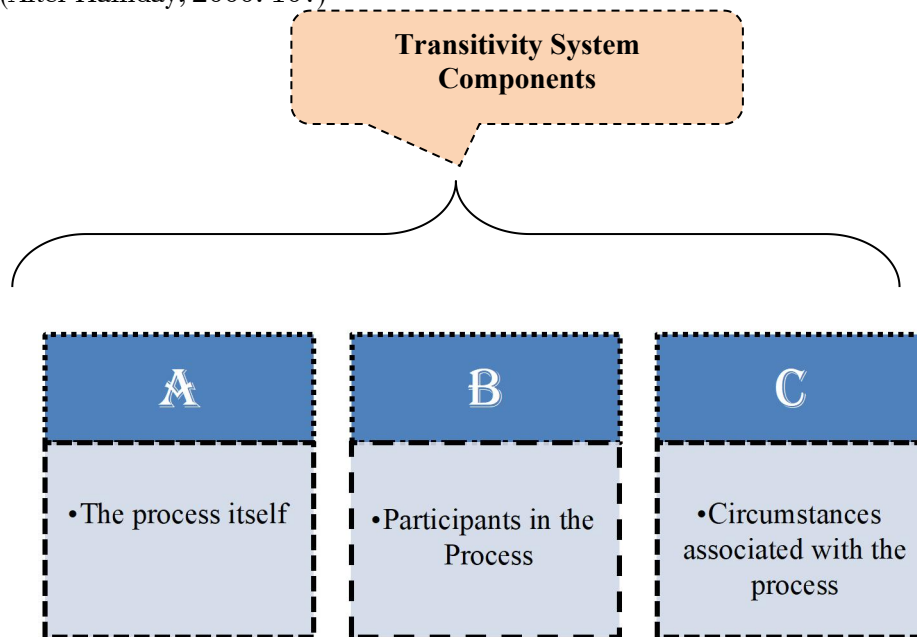 Transitivity System
Components
A
B
C
•The process itself
•Participants in the
Process
•Circumstances
associated with the
process